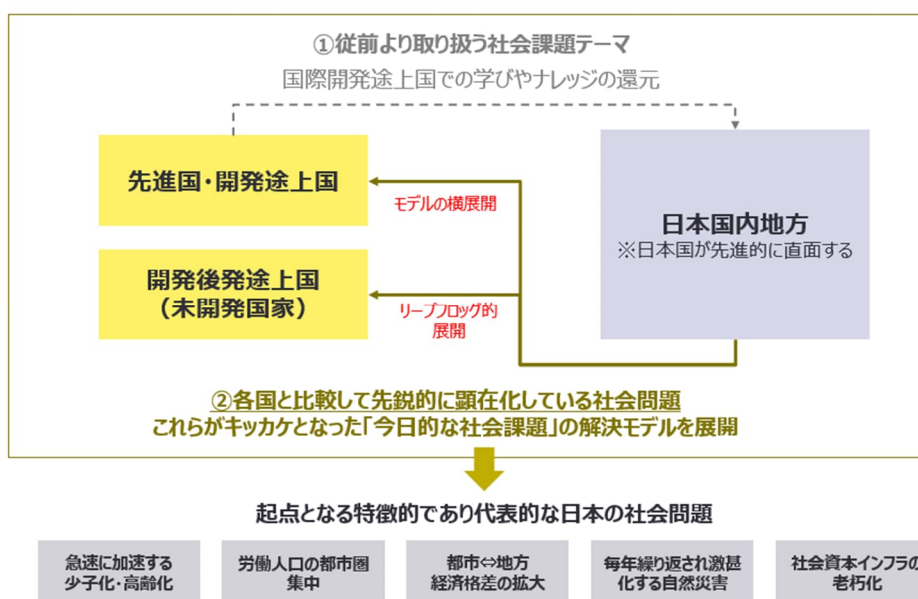 ①従前より取り扱う社会課題テーマ
国際開発途上国での学びやナレッジの還元
先進国・開発途上国
モデルの横展開
日本国内地方
※日本国が先進的に直面する
開発後発途上国
（未開発国家）
リープフロッグ的
展開
②各国と比較して先鋭的に顕在化している社会問題
これらがキッカケとなった「今日的な社会課題」の解決モデルを展開
起点となる特徴的であり代表的な日本の社会問題
急速に加速する
少子化・高齢化
労働人口の都市圏
集中
都市⇔地方
経済格差の拡大
毎年繰り返され激甚
化する自然災害
社会資本インフラの
老朽化